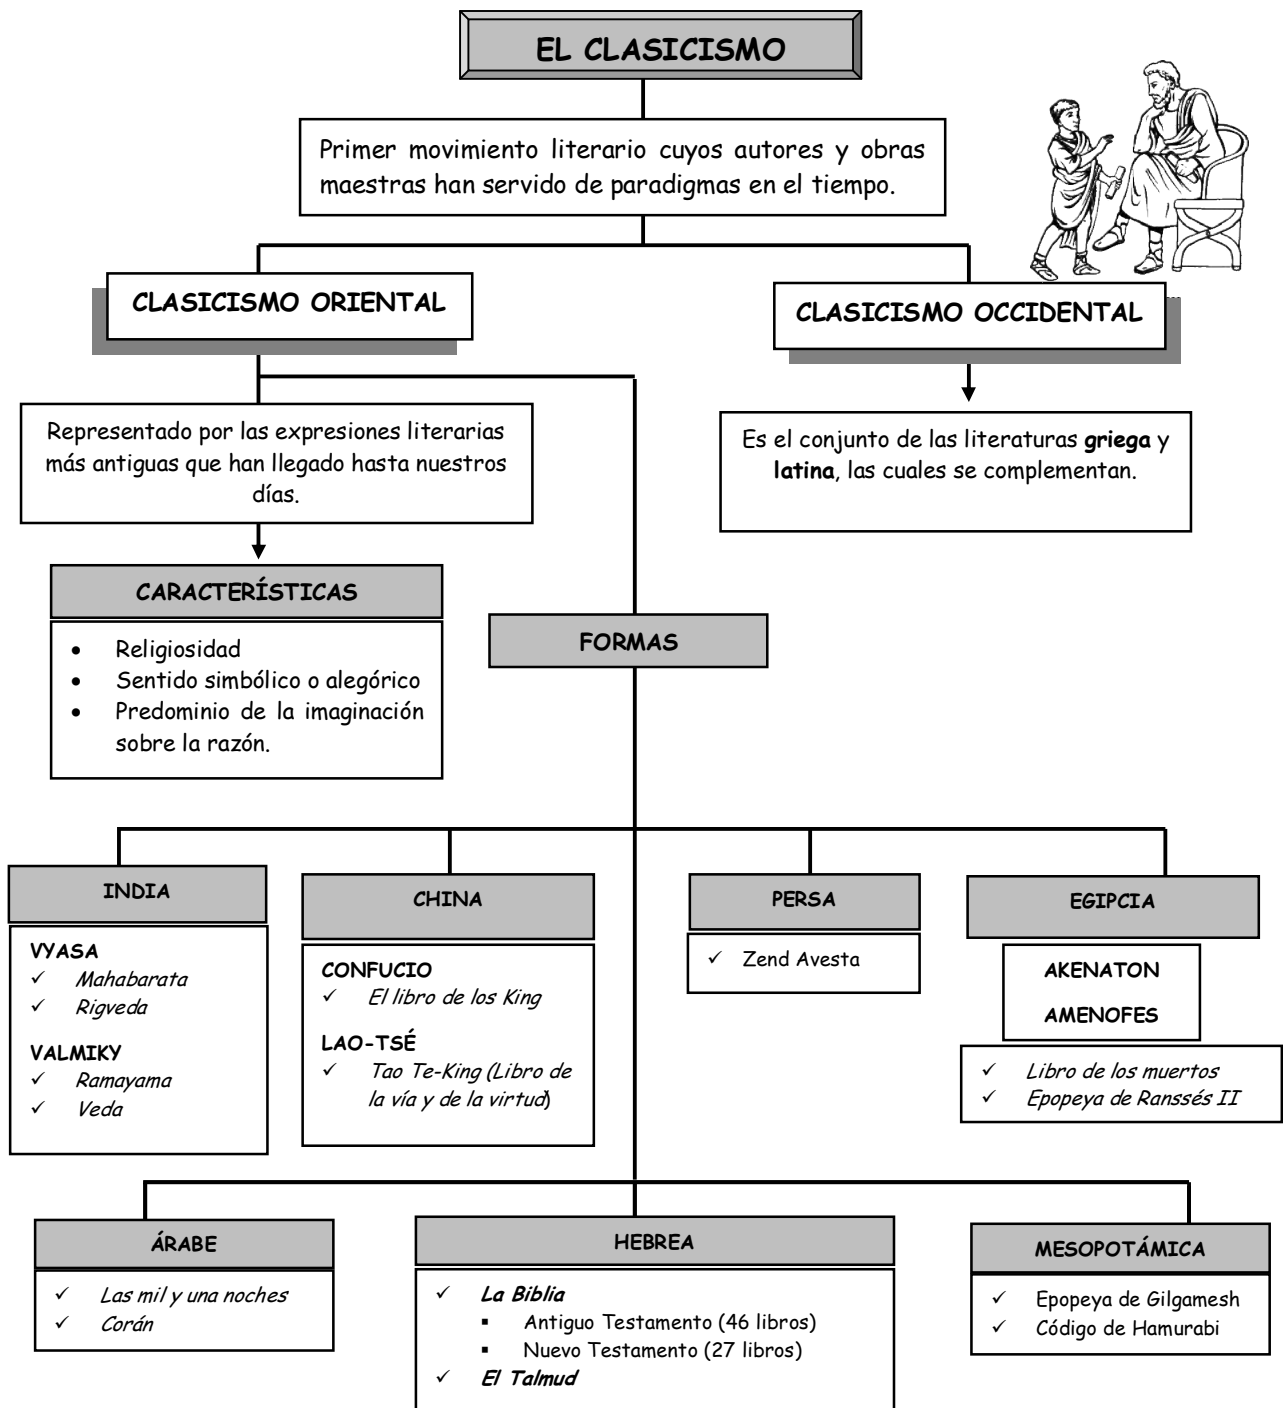 EL CLASICISMO
Primer movimiento literario cuyos autores y obras
maestras han servido de paradigmas en el tiempo.
CLASICISMO ORIENTAL
CLASICISMO OCCIDENTAL
Representado por las expresiones literarias
más antiguas que han llegado hasta nuestros
días.
Es el conjunto de las literaturas griega y
latina, las cuales se complementan.
CARACTERÍSTICAS
• Religiosidad
• Sentido simbólico o alegórico
• Predominio de la imaginación
sobre la razón.
FORMAS
INDIA
VYASA
✓ Mahabarata
✓ Rigveda
VALMIKY
✓ Ramayama
✓ Veda
CHINA
CONFUCIO
✓ El libro de los King
LAO-TSÉ
✓ Tao Te-King (Libro de
la vía y de la virtud)
PERSA
✓ Zend Avesta
EGIPCIA
AKENATON
AMENOFES
✓ Libro de los muertos
✓ Epopeya de Ranssés II
ÁRABE
✓ Las mil y una noches
✓ Corán
HEBREA
✓ La Biblia
▪ Antiguo Testamento (46 libros)
▪ Nuevo Testamento (27 libros)
✓ El Talmud
MESOPOTÁMICA
✓ Epopeya de Gilgamesh
✓ Código de Hamurabi